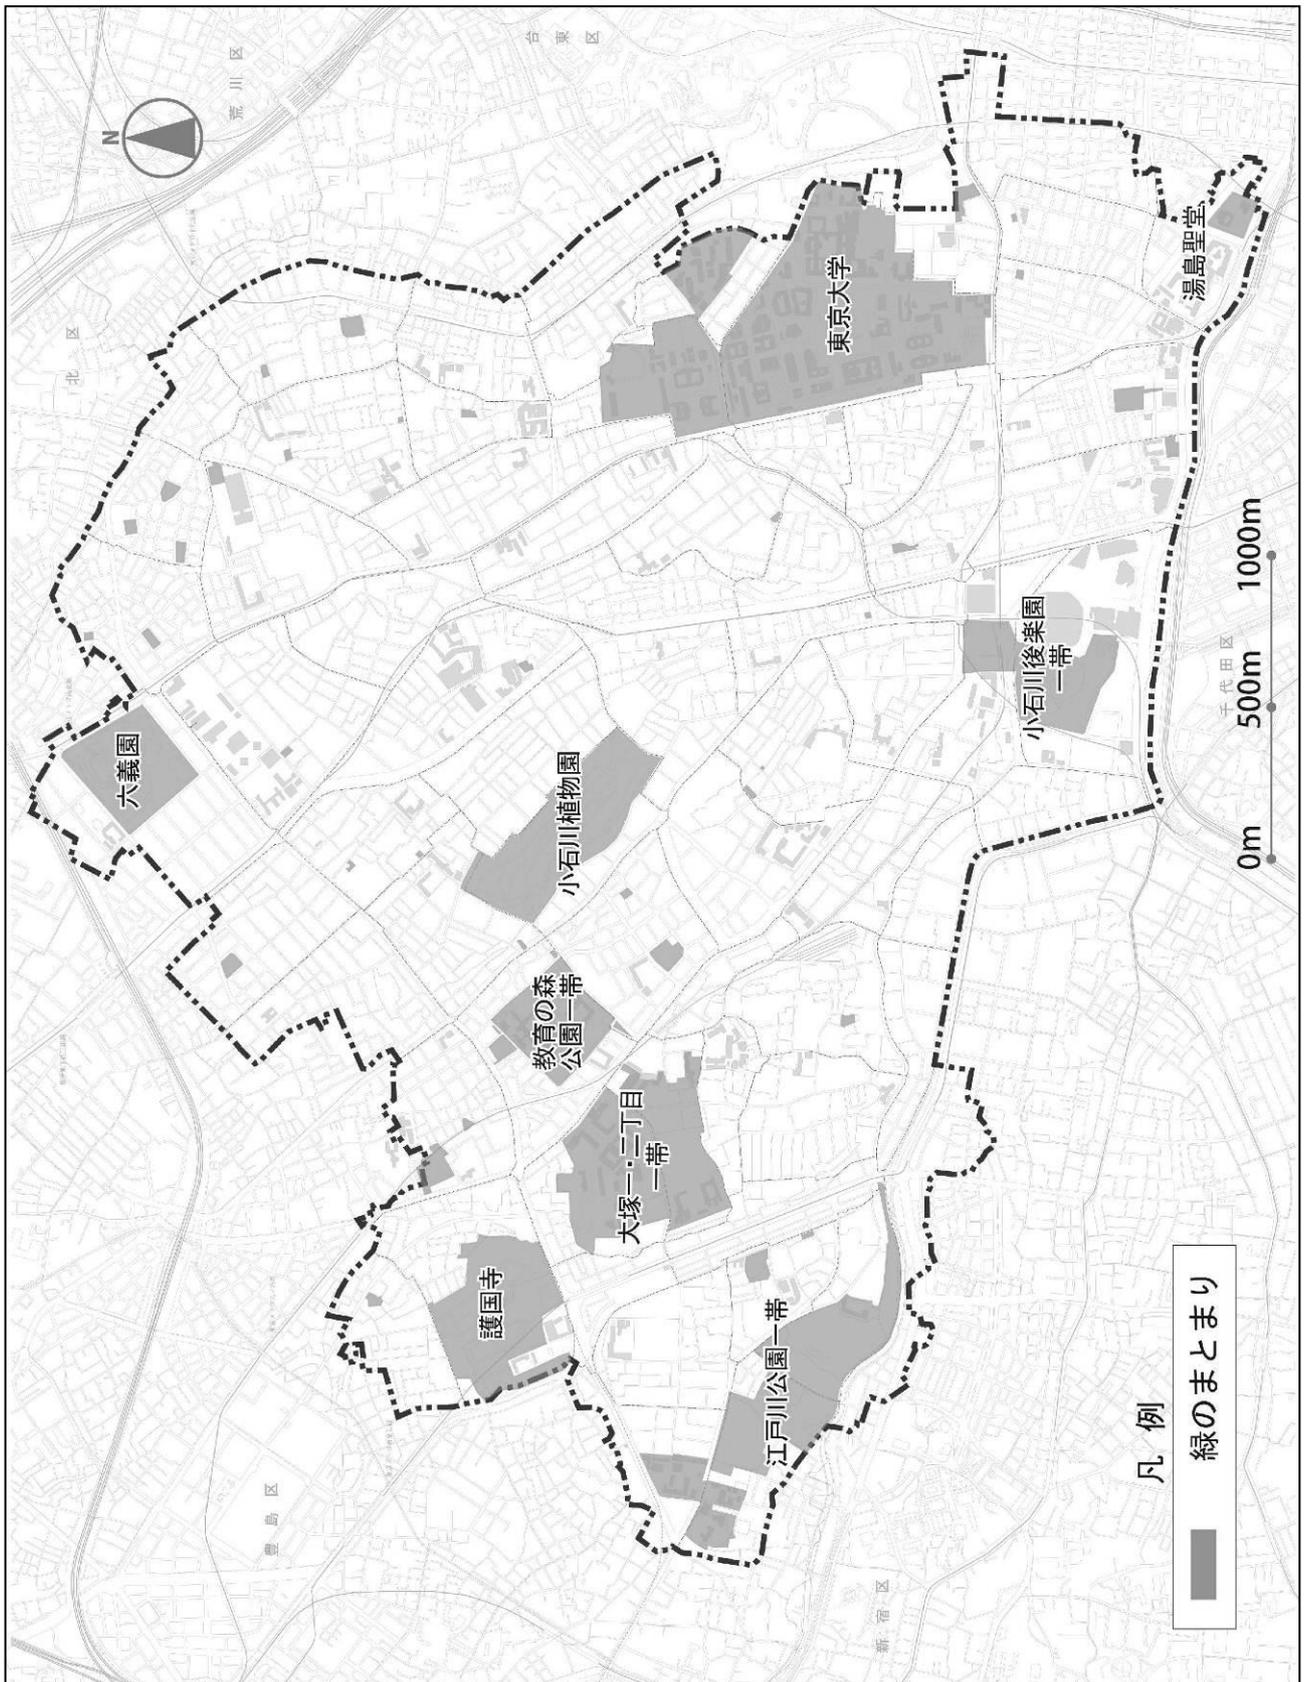 N
荒川区
台東区
北区
六義園
東京大学
湯島聖堂
小石川植物園
小石川後楽園
一帯
教育の森
公園一帯
大塚一・二丁目
一帯
護国寺
江戸川公園一帯
豊島区
新宿区
千代田区
0m
500m
1000m
凡例
緑のまとまり